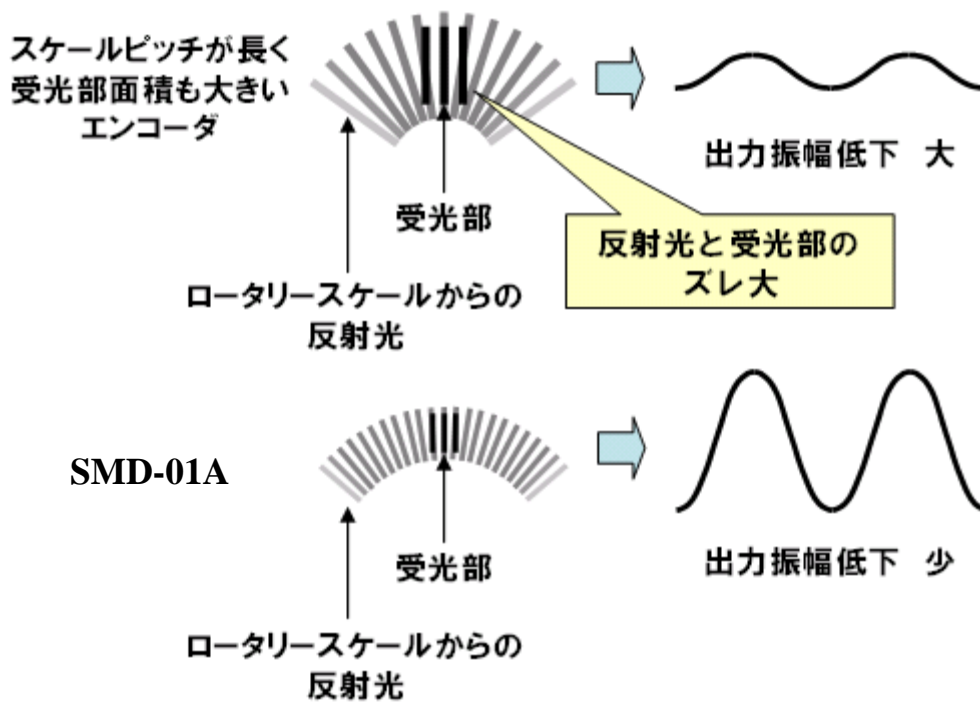 スケールピッチが長く
受光部面積も大きい
エンコーダ
出力振幅低下 大
受光部
反射光と受光部の
ズレ大
ロータリースケールからの
反射光
SMD-01A
出力振幅低下 少
受光部
ロータリースケールからの
反射光